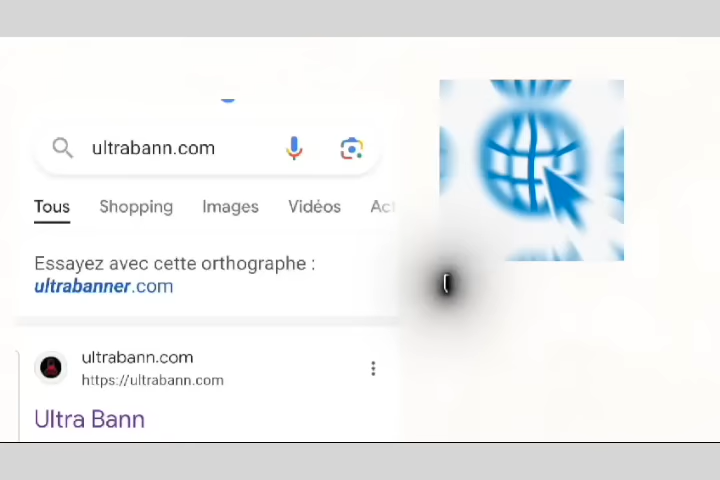 ultrabann.com
Tous Shopping Images Vidéos
Essayez avec cette orthographe :
ultrabanner.com
ultrabann.com
https://ultrabann.com
Ultra Bann